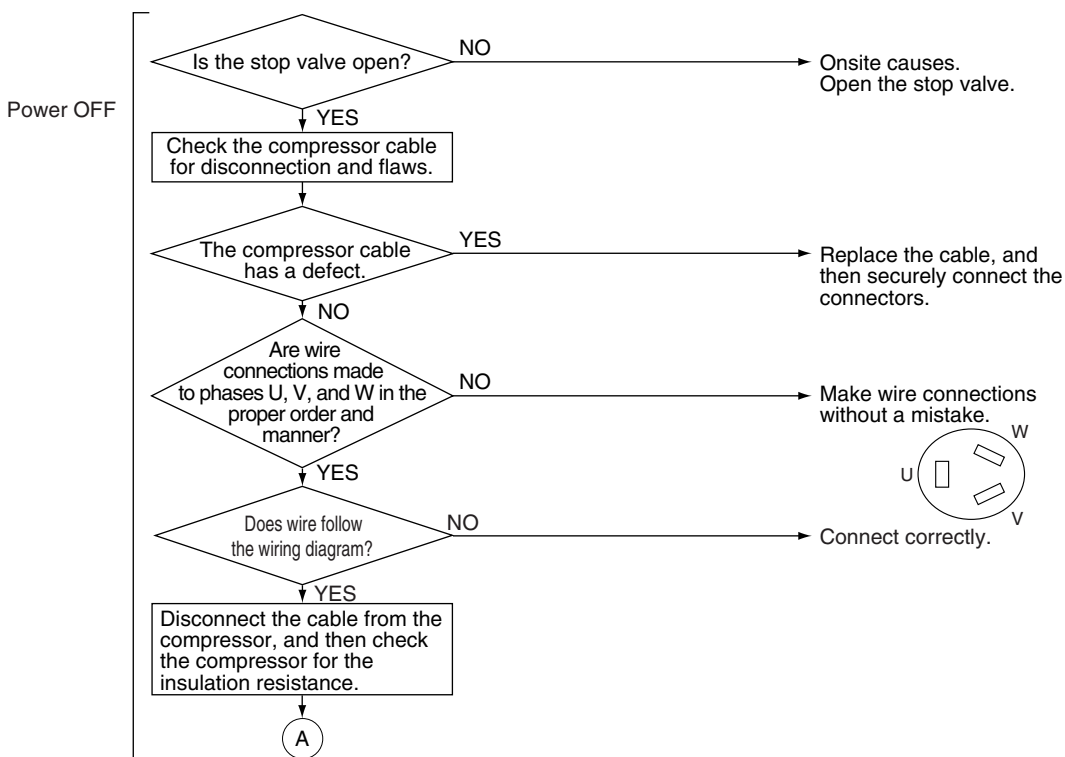 Is the stop valve open?
NO
Onsite causes.
Open the stop valve.
Power OFF
YES
Check the compressor cable
for disconnection and flaws.
The compressor cable
has a defect.
YES
Replace the cable, and
then securely connect the
connectors.
NO
Are wire
connections made
to phases U, V, and W in the
proper order and
manner?
NO
Make wire connections
without a mistake.
W
U
V
YES
Does wire follow
the wiring diagram?
NO
Connect correctly.
YES
Disconnect the cable from the
compressor, and then check
the compressor for the
insulation resistance.
A